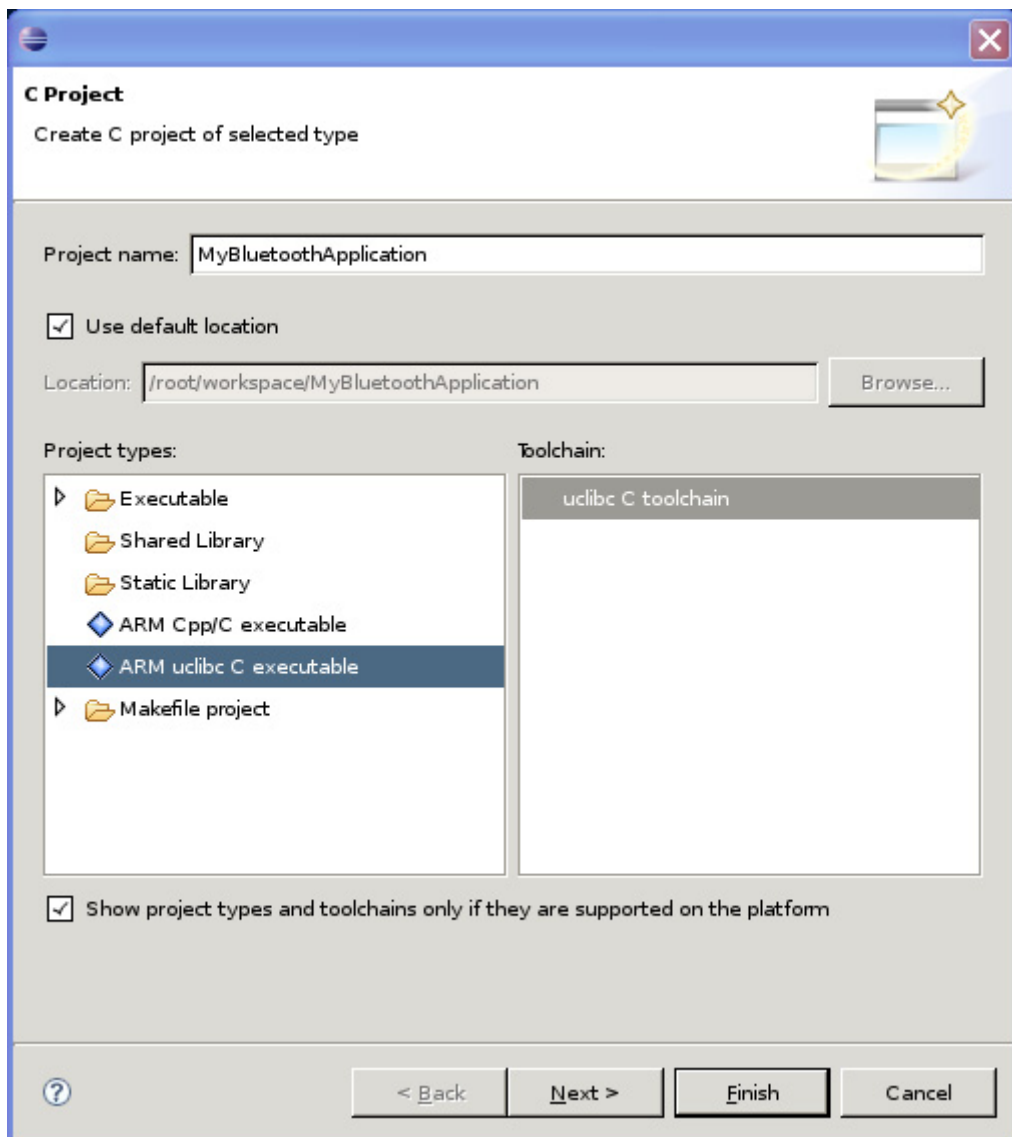 C Project
Create C project of selected type
Project name: MyBluetoothApplication
Use default location
Location: /root/workspace/MyBluetoothApplication Browse...
Project types: Toolchain:
Executable uclibc C toolchain
Shared Library
Static Library
ARM Cpp/C executable
ARM uclibc C executable
Makefile project
Show project types and toolchains only if they are supported on the platform
? < Back Next > Finish Cancel